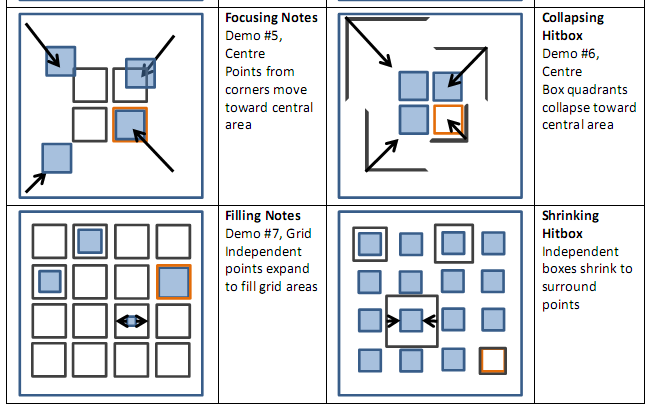 Focusing Notes
Demo #5,
Centre
Points from
corners move
toward central
area
Collapsing
Hitbox
Demo #6,
Centre
Box quadrants
collapse toward
central area
Filling Notes
Demo #7, Grid
Independent
points expand
to fill grid areas
Shrinking
Hitbox
Independent
boxes shrink to
surround
points